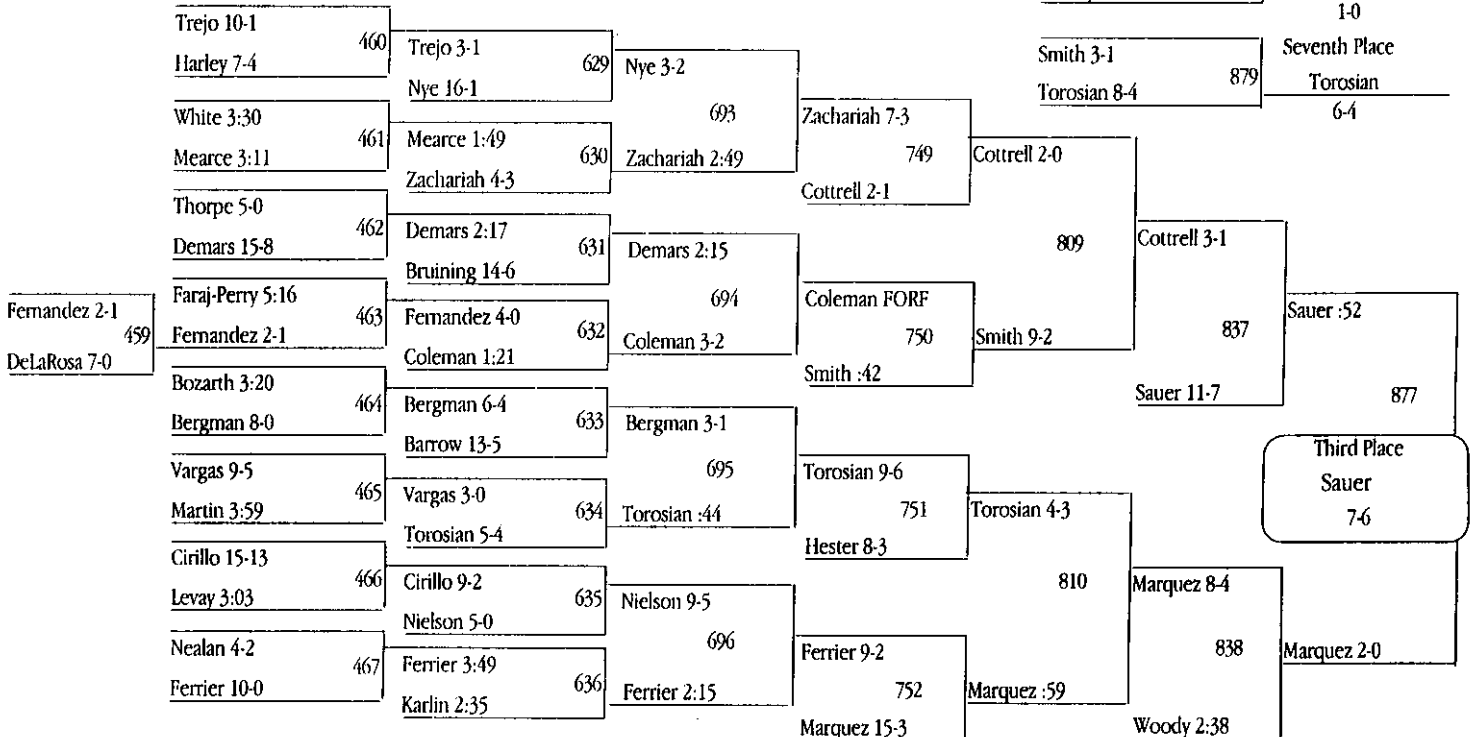 1-0
Seventh Place
Smith 3-1
879
Torosian 8-4
Torosian
6-4
Fernandez 2-1
459
DeLaRosa 7-0
Trejo 10-1
460
Harley 7-4
White 3:30
461
Mearce 3:11
Thorpe 5-0
462
Demars 15-8
Faraj-Perry 5:16
463
Fernandez 2-1
Bozarth 3:20
464
Bergman 8-0
Vargas 9-5
465
Martin 3:59
Cirillo 15-13
466
Levay 3:03
Nealan 4-2
467
Ferrier 10-0
Trejo 3-1
629
Nye 16-1
Mearce 1:49
630
Zachariah 4-3
Demars 2:17
631
Bruining 14-6
Fernandez 4-0
632
Coleman 1:21
Bergman 6-4
633
Barrow 13-5
Vargas 3-0
634
Torosian 5-4
Cirillo 9-2
635
Nielson 5-0
Ferrier 3:49
636
Karlin 2:35
Nye 3-2
693
Zachariah 2:49
Demars 2:15
694
Coleman 3-2
Bergman 3-1
695
Torosian :44
Nielson 9-5
696
Ferrier 2:15
Zachariah 7-3
749
Cottrell 2-1
Coleman FORF
750
Smith :42
Torosian 9-6
751
Hester 8-3
Ferrier 9-2
752
Marquez 15-3
Cottrell 2-0
809
Smith 9-2
Torosian 4-3
810
Marquez :59
Cottrell 3-1
837
Sauer 11-7
Marquez 8-4
838
Woody 2:38
Sauer :52
877
Marquez 2-0
Third Place
Sauer
7-6